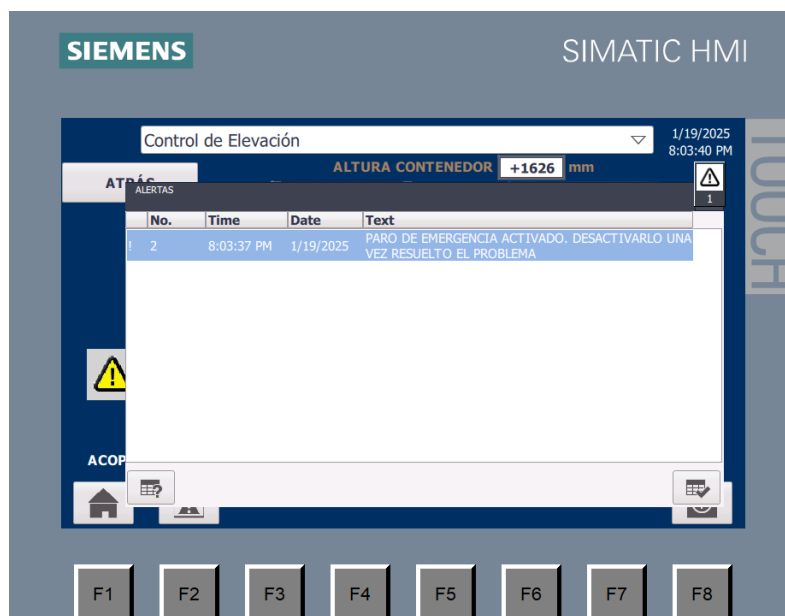 SIEMENS
SIMATIC HMI
TOUCH
Control de Elevación
1/19/2025
8:03:40 PM
ALTURA CONTENEDOR +1626 mm
ATRÁS
1
ALERTAS
No. Time Date Text
! 2 8:03:37 PM 1/19/2025 PARO DE EMERGENCIA ACTIVADO. DESACTIVARLO UNA
VEZ RESUELTO EL PROBLEMA
ACOP
F1 F2 F3 F4 F5 F6 F7 F8